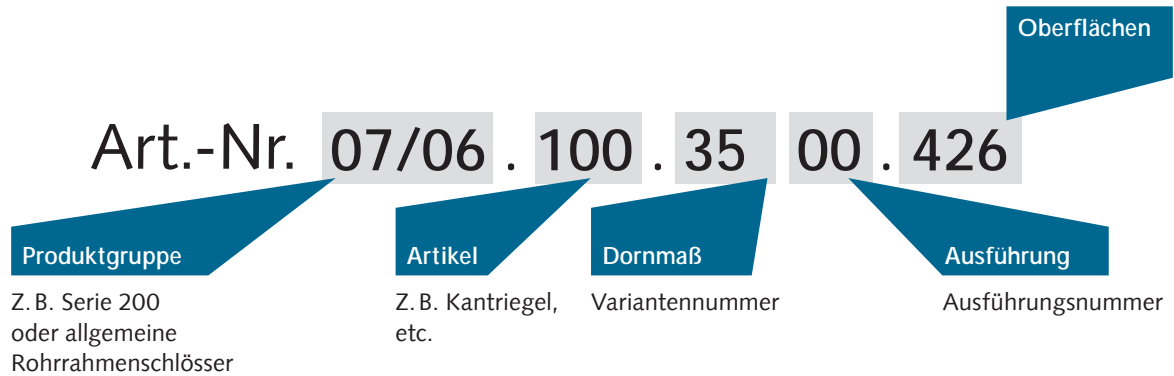 Oberflächen
Art.-Nr. 07/06 . 100 . 35 00 . 426
Produktgruppe
Z. B. Serie 200
oder allgemeine
Rohrrahmenschlösser
Artikel
Z. B. Kantriegel,
etc.
Dornmaß
Variantennummer
Ausführung
Ausführungsnummer